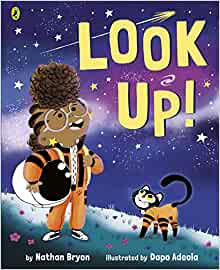 LOOK
UP!
by Nathan Bryon
illustrated by Dapo Adeola